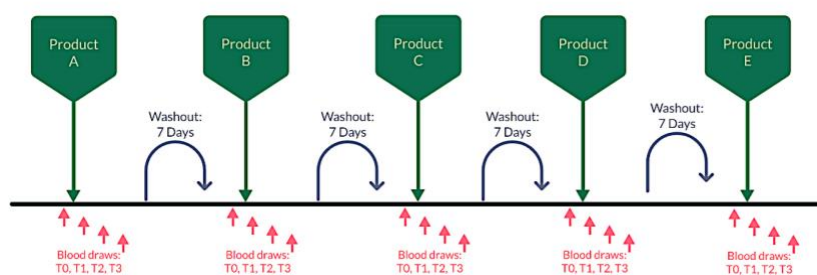 Product
A
Product
B
Product
C
Product
D
Product
E
Washout:
7 Days
Washout:
7 Days
Washout:
7 Days
Washout:
7 Days
Blood draws:
T0, T1, T2, T3
Blood draws:
T0, T1, T2, T3
Blood draws:
T0, T1, T2, T3
Blood draws:
T0, T1, T2, T3
Blood draws:
T0, T1, T2, T3